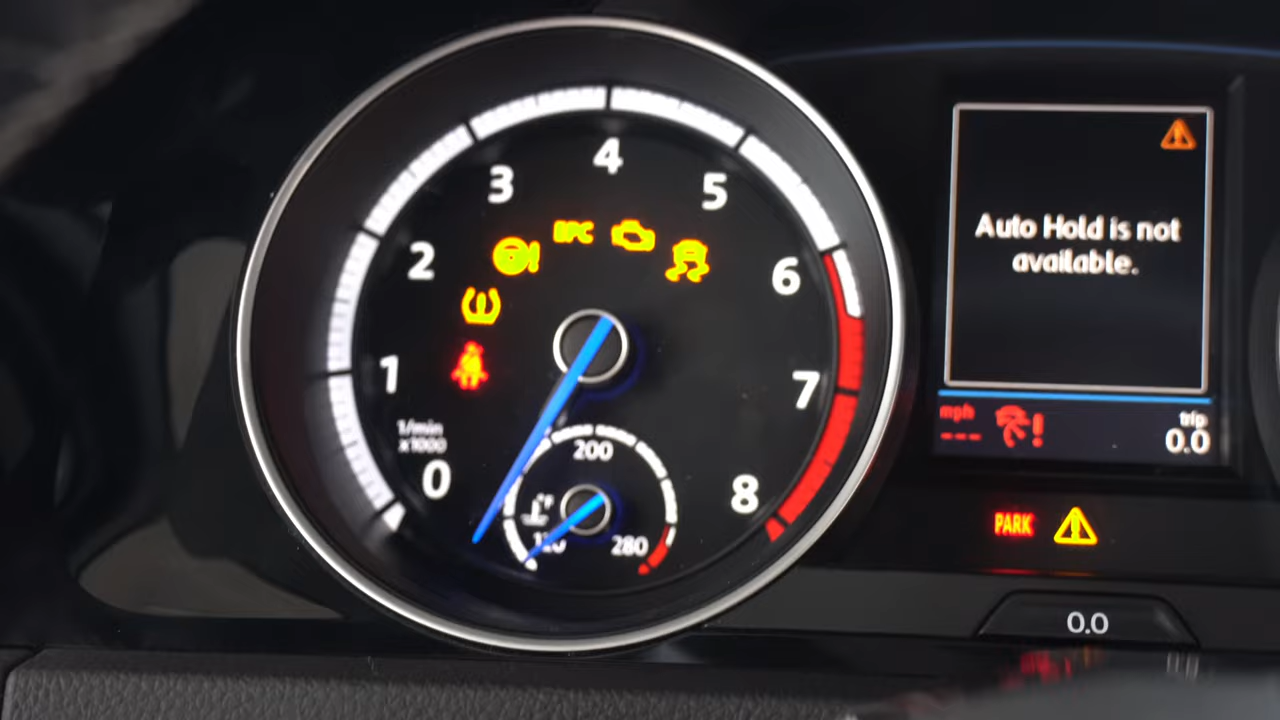 4
3
5
EPC
2
6
1
7
1/min
x1000
200
0
8
°F
120
280
Auto Hold is not
available.
mph
---
trip
0.0
PARK
0.0